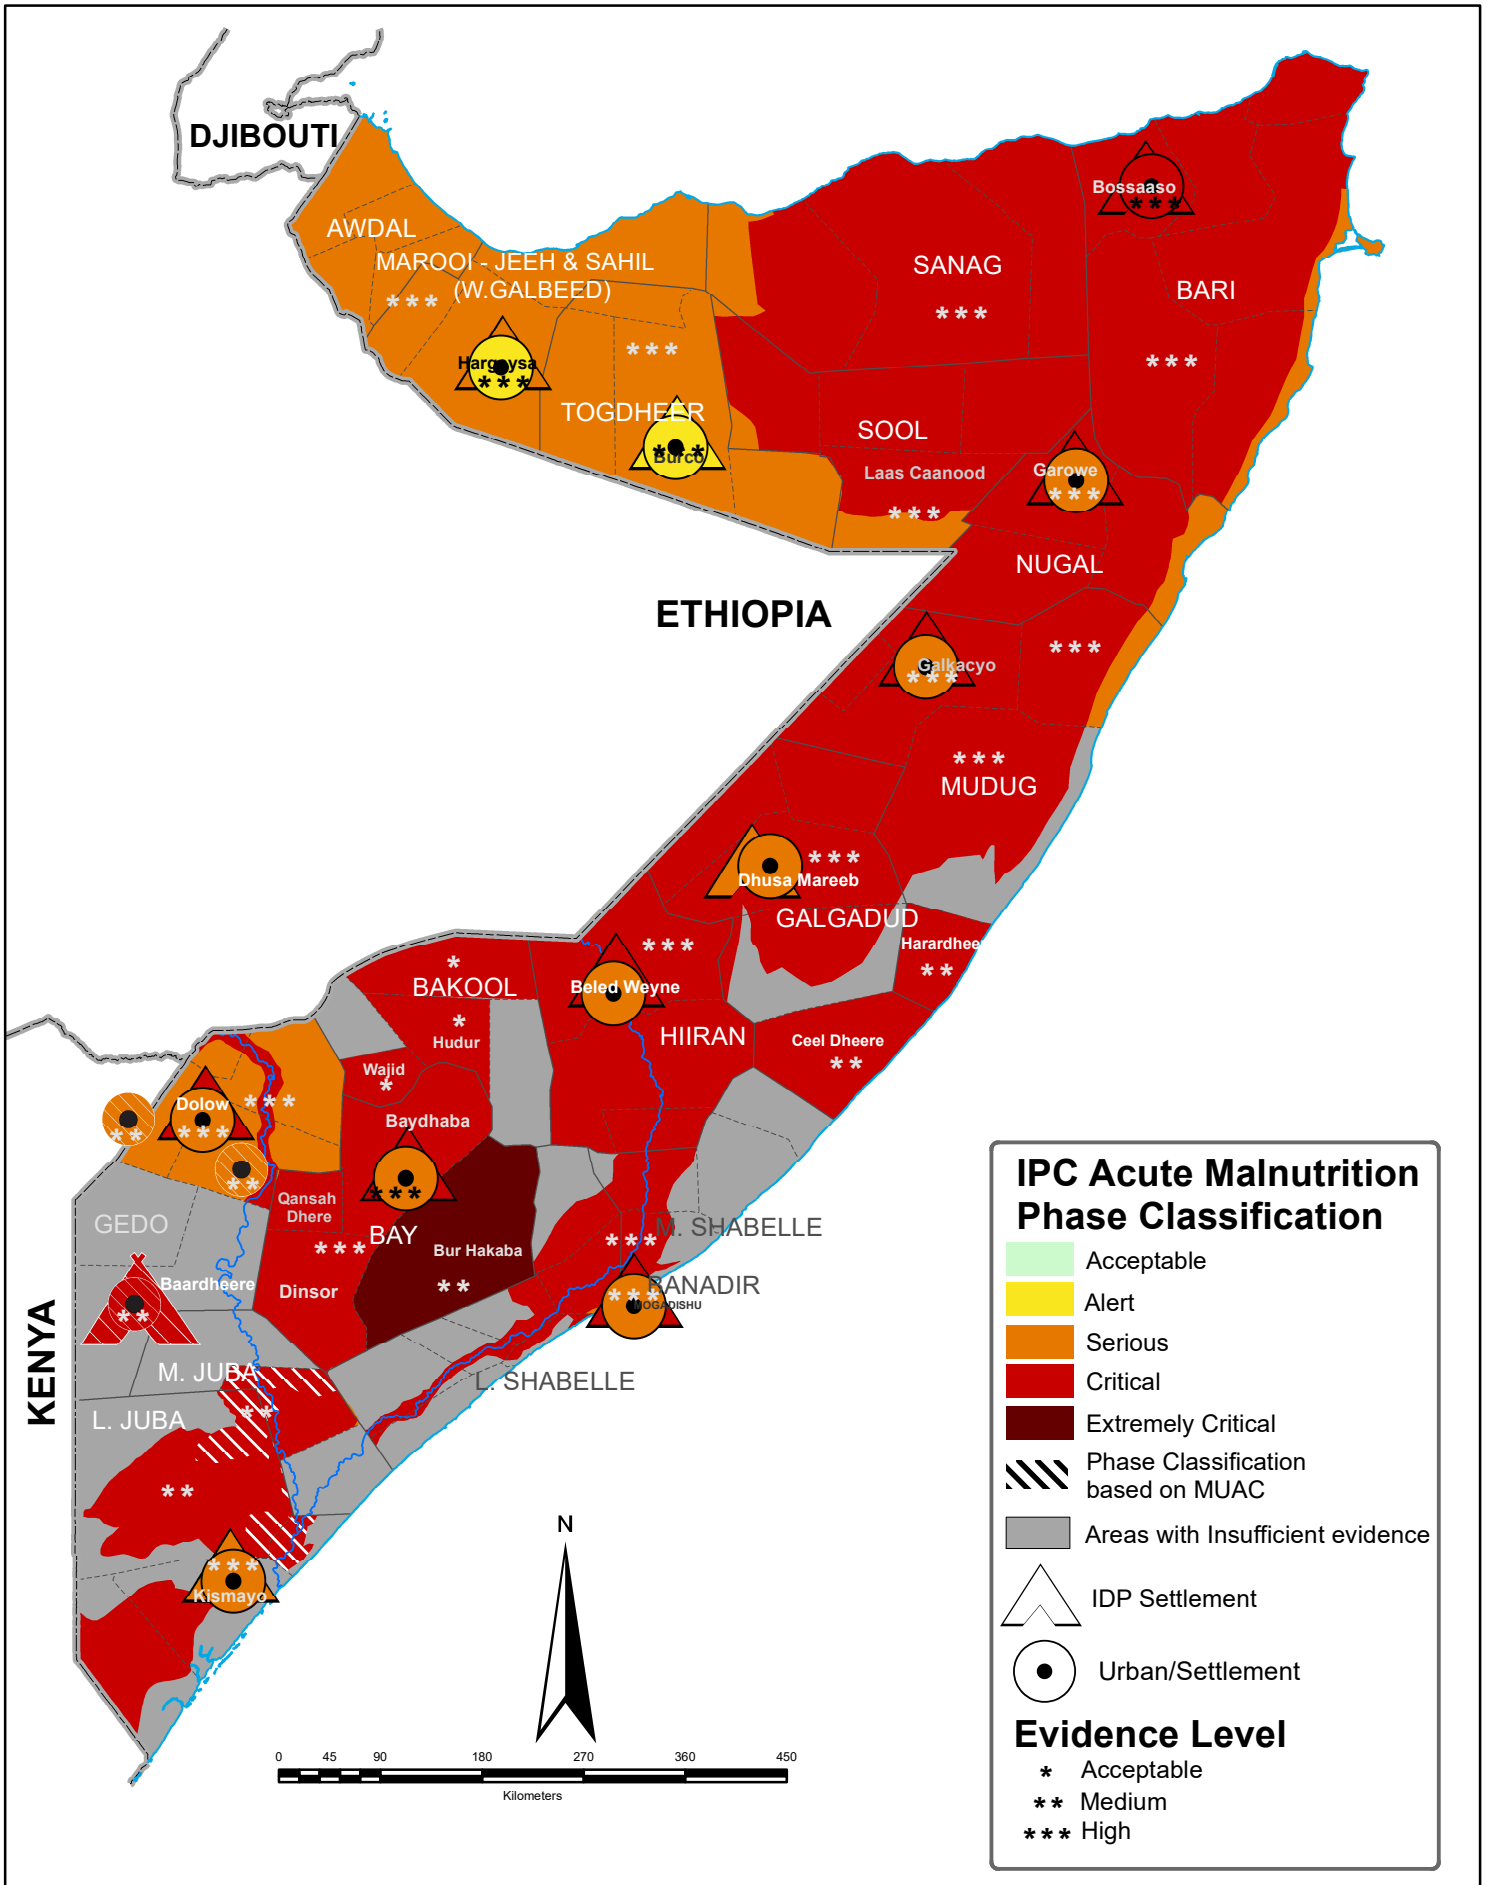 DJIBOUTI
AWDAL
MAROOI - JEEH & SAHIL
(W.GALBEED)
***
Hargaysa
***
***
TOGDHEER
***
Burco
Bossaaso
***
SANAG
***
BARI
***
SOOL
Laas Caanood
***
Garowe
***
NUGAL
ETHIOPIA
***
Galkacyo
***
***
MUDUG
***
Dhusa Mareeb
GALGADUD
Harardhee
**
***
Beled Weyne
HIIRAN
Ceel Dheere
**
*
BAKOOL
*
Hudur
Wajid
*
Baydhaba
***
Dolow
***
***
**
**
Qansah
Dhere
***
BAY
Bur Hakaba
**
Dinsor
GEDO
Baardheere
**
M. SHABELLE
***
BANADIR
***
MOGADISHU
L. SHABELLE
KENYA
M. JUBA
**
L. JUBA
**
***
Kismayo
N
0 45 90 180 270 360 450
Kilometers
IPC Acute Malnutrition
Phase Classification
Acceptable
Alert
Serious
Critical
Extremely Critical
Phase Classification
based on MUAC
Areas with Insufficient evidence
IDP Settlement
Urban/Settlement
Evidence Level
* Acceptable
** Medium
*** High